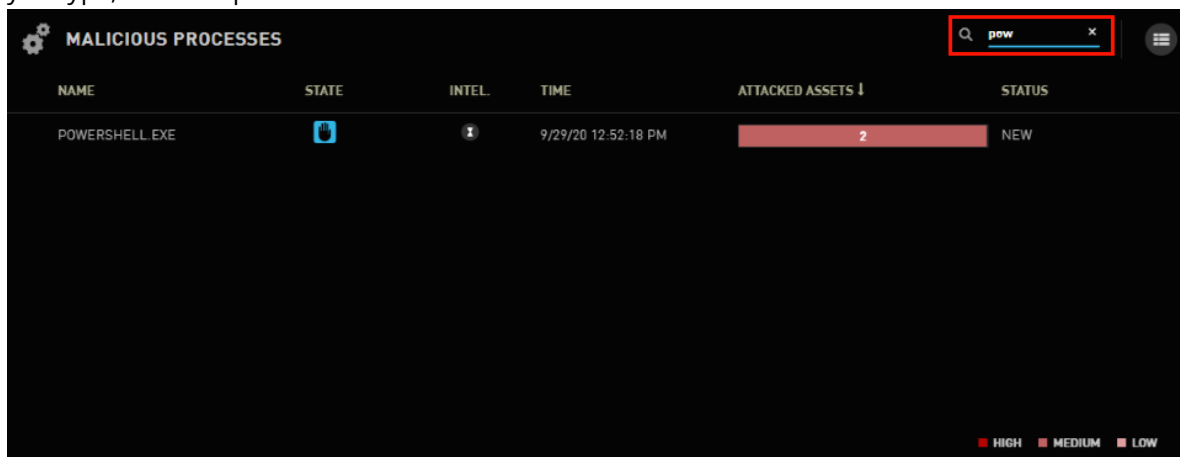 MALICIOUS PROCESSES
pow ×
NAME STATE INTEL. TIME ATTACKED ASSETS ↓ STATUS
POWERSHELL.EXE 9/29/20 12:52:18 PM 2 NEW
HIGH MEDIUM LOW